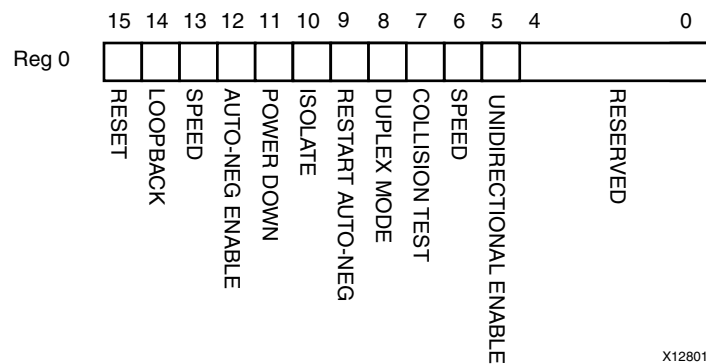 15 14 13 12 11 10 9 8 7 6 5 4 0
Reg 0
RESET
LOOPBACK
SPEED
AUTO-NEG ENABLE
POWER DOWN
ISOLATE
RESTART AUTO-NEG
DUPLEX MODE
COLLISION TEST
SPEED
UNIDIRECTIONAL ENABLE
RESERVED
X12801